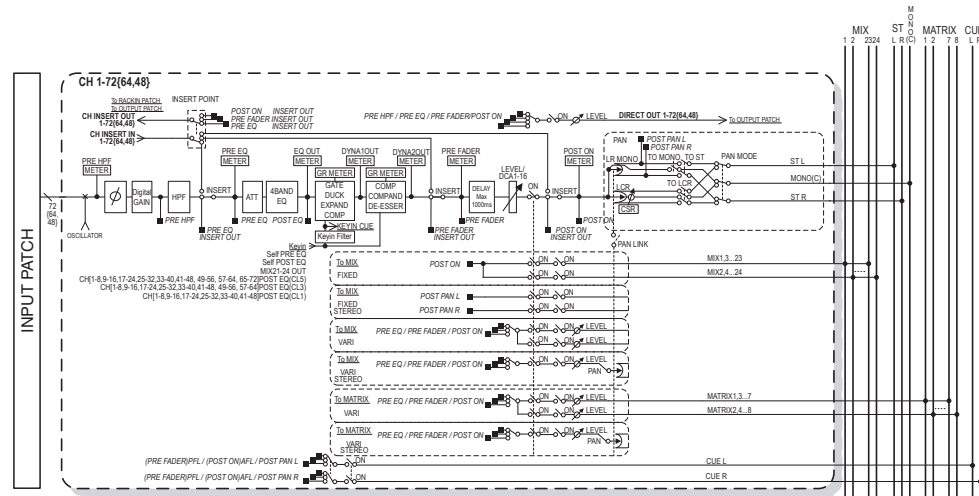 MONO(C)
MIX
ST
MATRIX
CUE
1 2 2324
L R (C)
1 2 7 8
L R
INPUT PATCH
CH 1-72{64,48}
To RACKIN PATCH
To OUTPUT PATCH
CH INSERT OUT
1-72{64,48}
CH INSERT IN
1-72{64,48}
INSERT POINT
POST ON INSERT OUT
PRE FADER INSERT OUT
PRE EQ INSERT OUT
PRE HPF / PRE EQ / PRE FADER/POST ON
ON
LEVEL
DIRECT OUT 1-72{64,48}
To OUTPUT PATCH
PRE HPF
METER
72
{64,
48}
OSCILLATOR
Ø
Digital
GAIN
HPF
PRE HPF
INSERT
PRE EQ
INSERT OUT
PRE EQ
METER
PRE EQ
ATT
4BAND
EQ
EQ OUT
METER
POST EQ
DYNA1OUT
METER
GR METER
GATE
DUCK
EXPAND
COMP
KEYIN CUE
Keyin Filter
DYNA2OUT
METER
GR METER
COMP
COMPAND
DE-ESSER
INSERT
PRE FADER
INSERT OUT
PRE FADER
METER
PRE FADER
DELAY
Max
1000ms
LEVEL/
DCA1-16
ON
INSERT
POST ON
INSERT OUT
POST ON
METER
POST ON
PAN
POST PAN L
POST PAN R
LR MONO
TO MONO
TO ST
PAN MODE
LCR
TO LCR
CSR
PAN LINK
ST L
MONO(C)
ST R
Keyin
Self PRE EQ
Self POST EQ
MIX21-24 OUT
CH[1-8,9-16,17-24,25-32,33-40,41-48, 49-56, 57-64, 65-72]POST EQ(CL5)
CH[1-8,9-16,17-24,25-32,33-40,41-48, 49-56, 57-64]POST EQ(CL3)
CH[1-8,9-16,17-24,25-32,33-40,41-48]POST EQ(CL1)
To MIX
FIXED
POST ON
ON ON
ON ON
MIX1,3...23
MIX2,4...24
To MIX
FIXED
STEREO
POST PAN L
POST PAN R
ON ON
ON ON
To MIX
VARI
PRE EQ / PRE FADER / POST ON
ON ON LEVEL
ON ON LEVEL
To MIX
VARI
STEREO
PRE EQ / PRE FADER / POST ON
ON ON LEVEL
PAN
To MATRIX
VARI
PRE EQ / PRE FADER / POST ON
ON ON LEVEL
ON ON LEVEL
MATRIX1,3...7
MATRIX2,4...8
To MATRIX
VARI
STEREO
PRE EQ / PRE FADER / POST ON
ON ON LEVEL
PAN
(PRE FADER)PFL / (POST ON)AFL / POST PAN L
(PRE FADER)PFL / (POST ON)AFL / POST PAN R
ON
CUE L
CUE R